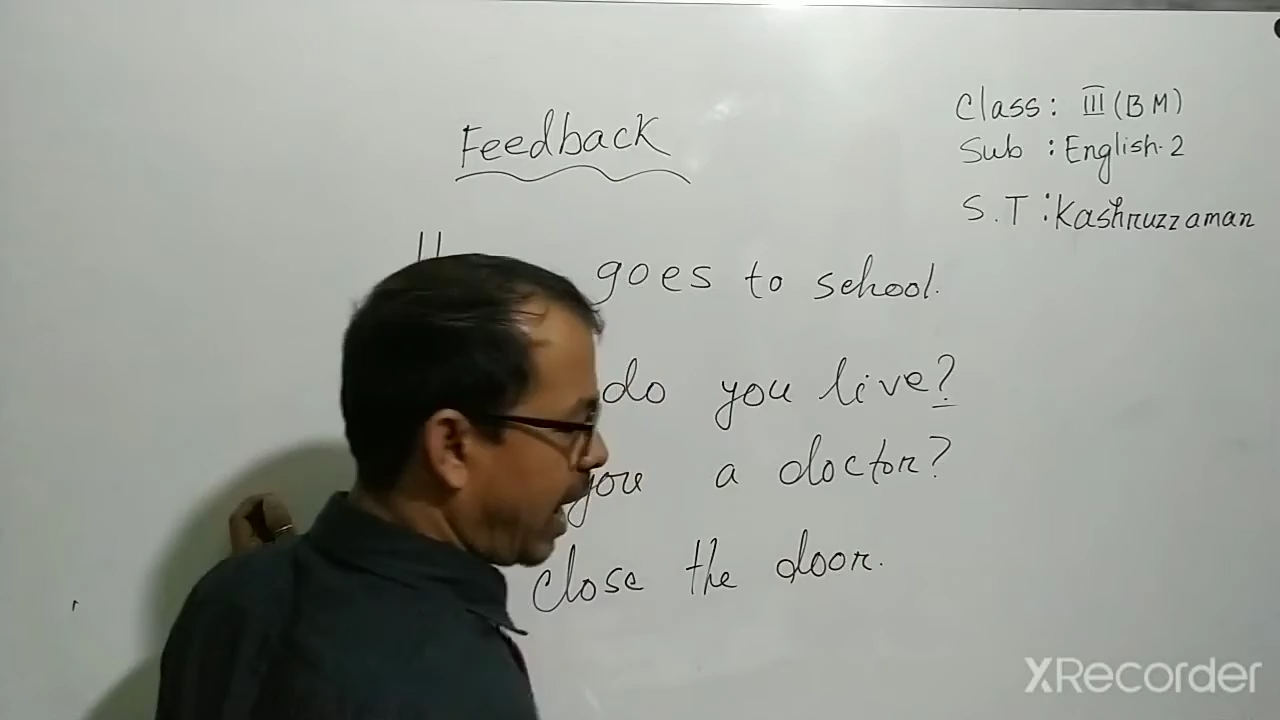 Feedback
Class: III (BM)
Sub : English-2
S.T : Kashruzzaman
goes to school.
do you live?
you a doctor?
Close the door.
XRecorder